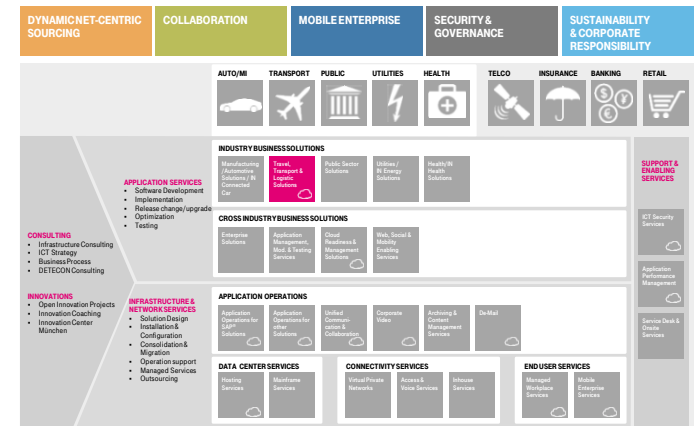 DYNAMIC NET-CENTRIC
SOURCING
COLLABORATION
MOBILE ENTERPRISE
SECURITY &
GOVERNANCE
SUSTAINABILITY
& CORPORATE
RESPONSIBILITY
AUTO/MI
TRANSPORT
PUBLIC
UTILITIES
HEALTH
TELCO
INSURANCE
BANKING
RETAIL
CONSULTING
• Infrastructure Consulting
• ICT Strategy
• Business Process
• DETECON Consulting
INNOVATIONS
• Open Innovation Projects
• Innovation Coaching
• Innovation Center
München
APPLICATION SERVICES
• Software Development
• Implementation
• Release change/upgrade
• Optimization
• Testing
INFRASTRUCTURE &
NETWORK SERVICES
• Solution Design
• Installation &
Configuration
• Consolidation &
Migration
• Operation support
• Managed Services
• Outsourcing
INDUSTRY BUSINESS SOLUTIONS
Manufacturing
/Automotive
Solutions / IN
Connected
Car
Travel,
Transport &
Logistic
Solutions
Public Sector
Solutions
Utilities /
IN Energy
Solutions
Health/IN
Health
Solutions
CROSS INDUSTRY BUSINESS SOLUTIONS
Enterprise
Solutions
Application
Management,
Mod. & Testing
Services
Cloud
Readiness &
Management
Solutions
Web, Social &
Mobility
Enabling
Services
APPLICATION OPERATIONS
Application
Operations for
SAP®
Solutions
Application
Operations for
other
Solutions
Unified
Communi-
cation &
Collaboration
Corporate
Video
Archiving &
Content
Management
Services
De-Mail
DATA CENTER SERVICES
Hosting
Services
Mainframe
Services
CONNECTIVITY SERVICES
Virtual Private
Networks
Access &
Voice Services
Inhouse
Services
END USER SERVICES
Managed
Workplace
Services
Mobile
Enterprise
Services
SUPPORT &
ENABLING
SERVICES
ICT Security
Services
Application
Performance
Management
Service Desk &
Onsite
Services